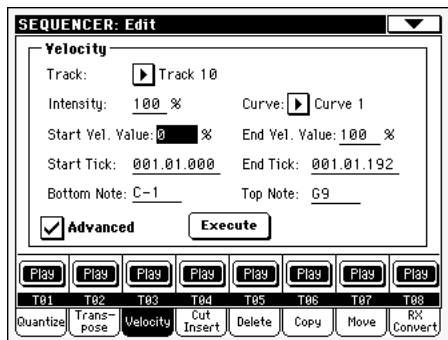 SEQUENCER: Edit
Velocity
Track: Track 10
Intensity: 100 % Curve: Curve 1
Start Vel. Value: 0 % End Vel. Value: 100 %
Start Tick: 001.01.000 End Tick: 001.01.192
Bottom Note: C-1 Top Note: G9
Advanced Execute
Play Play Play Play Play Play Play Play
T01 T02 T03 T04 T05 T06 T07 T08
Quantize Trans-pose Velocity Cut Insert Delete Copy Move RX Convert